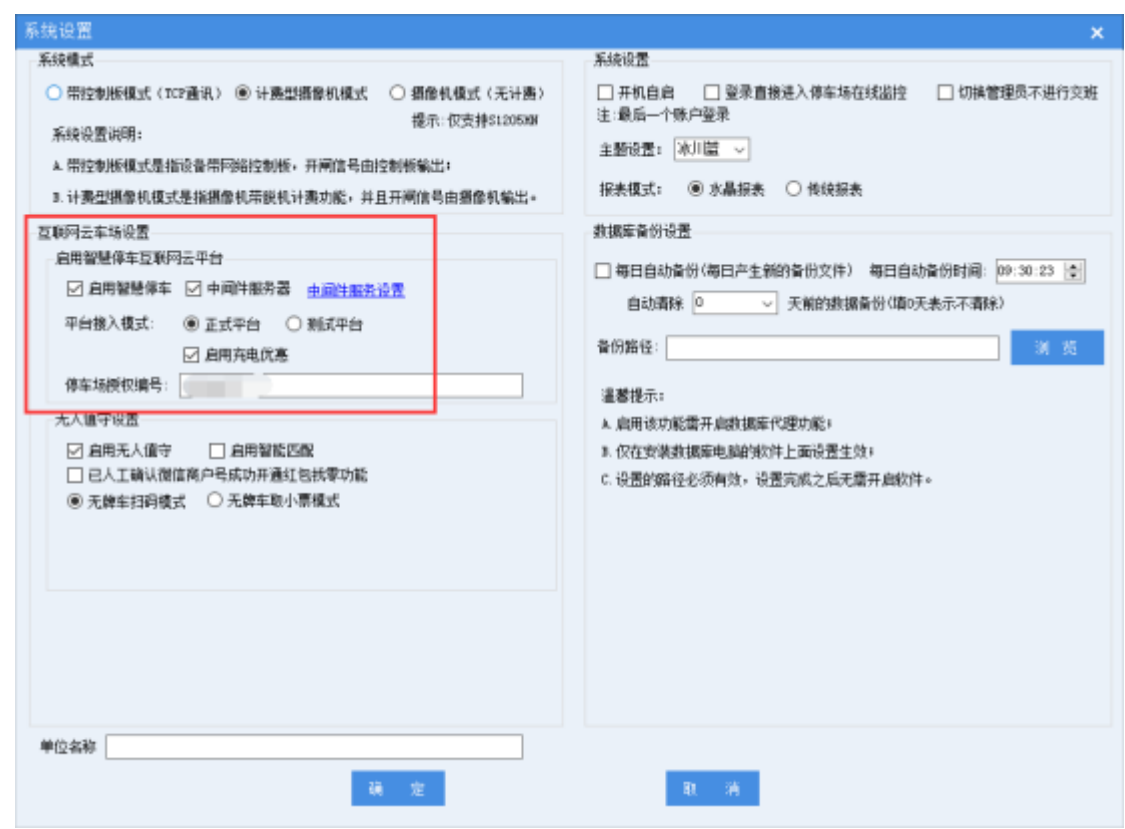 系统设置
系统模式
带控制板模式（TCP通讯） 计费型摄像机模式 摄像机模式（无计费）
提示:仅支持S1205XW
系统设置说明：
A.带控制板模式是指设备带网络控制板，开闸信号由控制板输出；
B.计费型摄像机模式是指摄像机带脱机计费功能，并且开闸信号由摄像机输出。
互联网云车场设置
启用智慧停车互联网云平台
启用智慧停车 中间件服务器 中间件服务设置
平台接入模式： 正式平台 测试平台
启用充电优惠
停车场授权编号：
无人值守设置
启用无人值守 启用智能匹配
已人工确认微信商户号成功开通红包找零功能
无牌车扫码模式 无牌车取小票模式
单位名称
系统设置
开机自启 登录直接进入停车场在线监控 切换管理员不进行交班
注:最后一个账户登录
主题设置： 冰川蓝
报表模式： 水晶报表 传统报表
数据库备份设置
每日自动备份(每日产生新的备份文件) 每日自动备份时间: 09:30:23
自动清除 0 天前的数据备份(填0天表示不清除)
备份路径: 浏 览
温馨提示：
A.启用该功能需开启数据库代理功能；
B.仅在安装数据库电脑的软件上面设置生效；
C.设置的路径必须有效，设置完成之后无需开启软件。
确 定 取 消